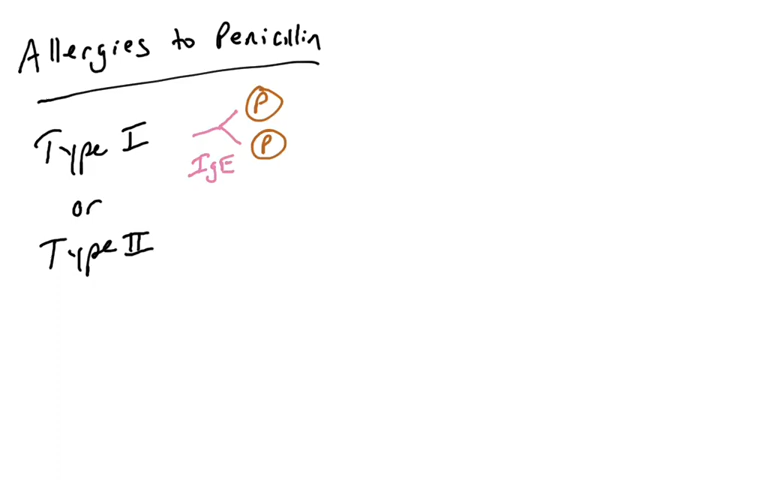 Allergies to Penicillin
Type I
P
P
IgE
or
Type II